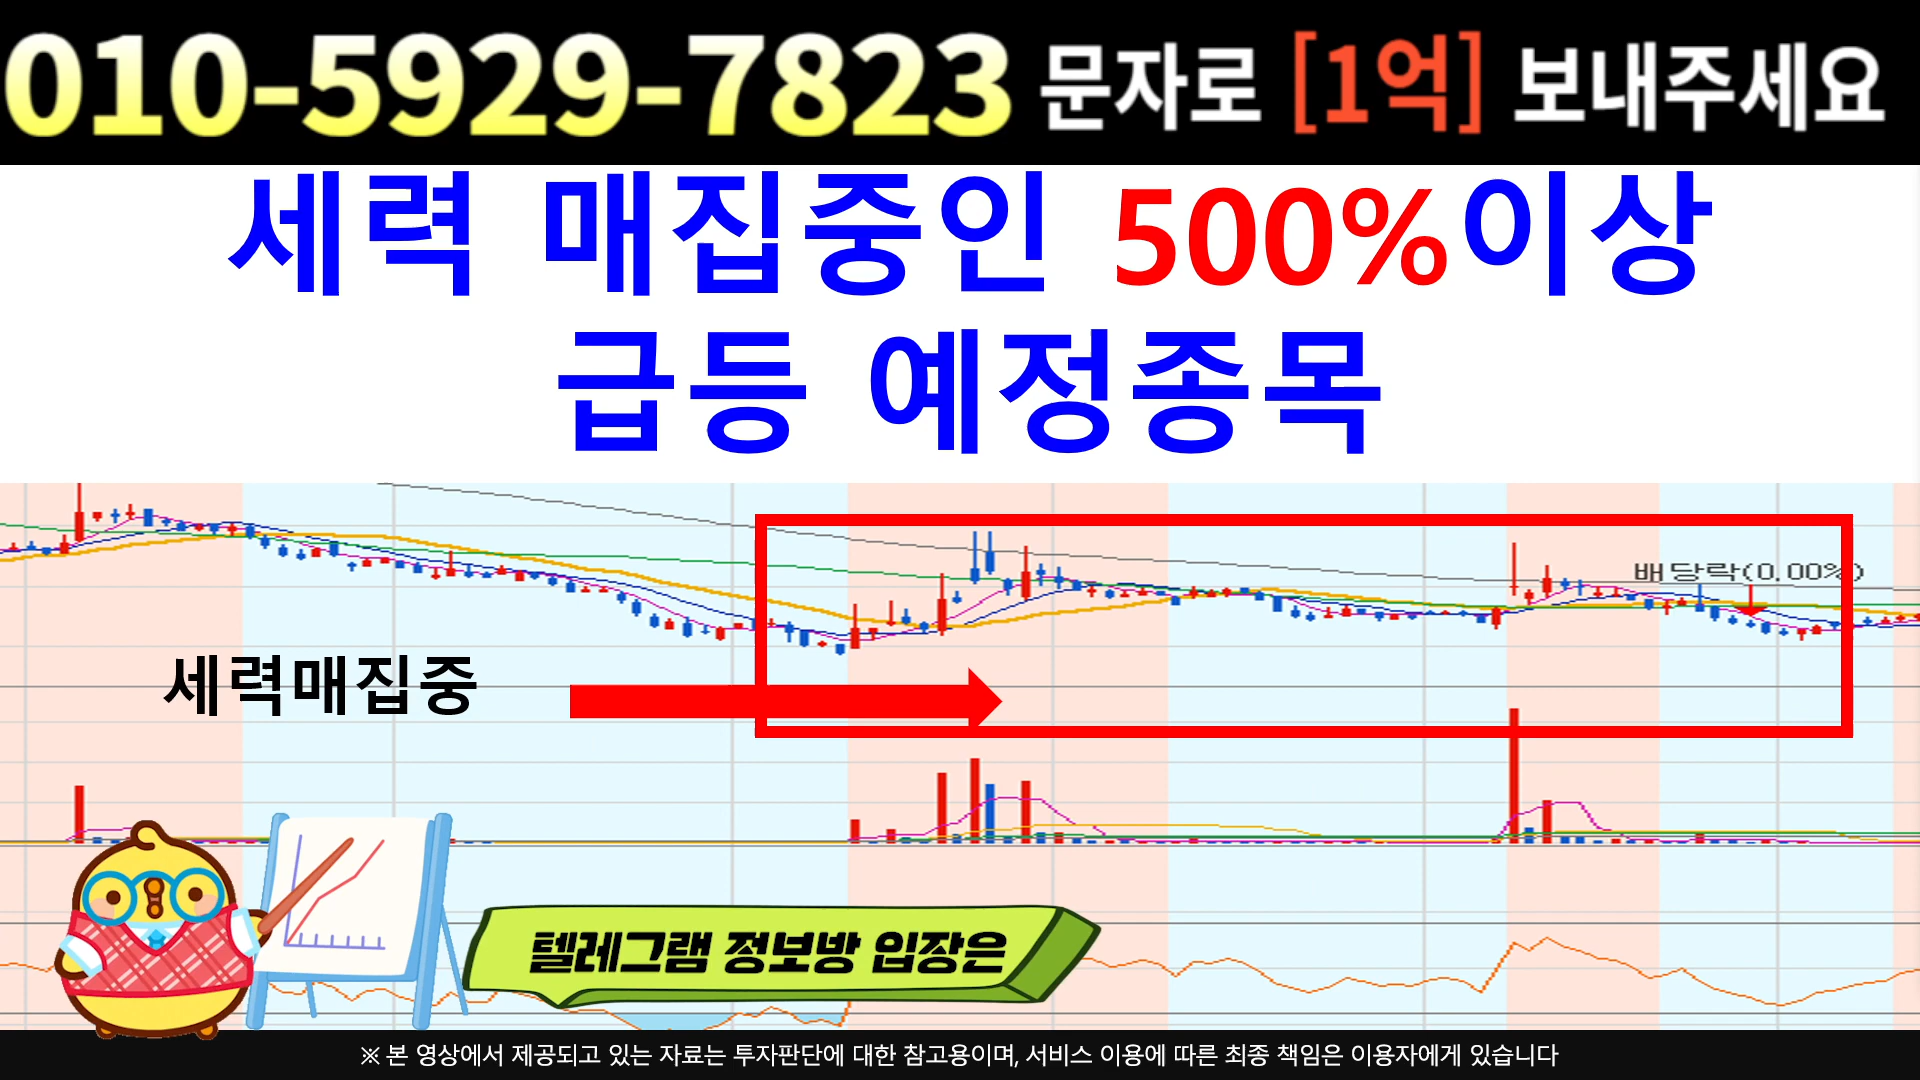 010-5929-7823 문자로 [1억] 보내주세요
세력 매집중인 500%이상
급등 예정종목
배당락(0.00%)
세력매집중
텔레그램 정보방 입장은
※ 본 영상에서 제공되고 있는 자료는 투자판단에 대한 참고용이며, 서비스 이용에 따른 최종 책임은 이용자에게 있습니다